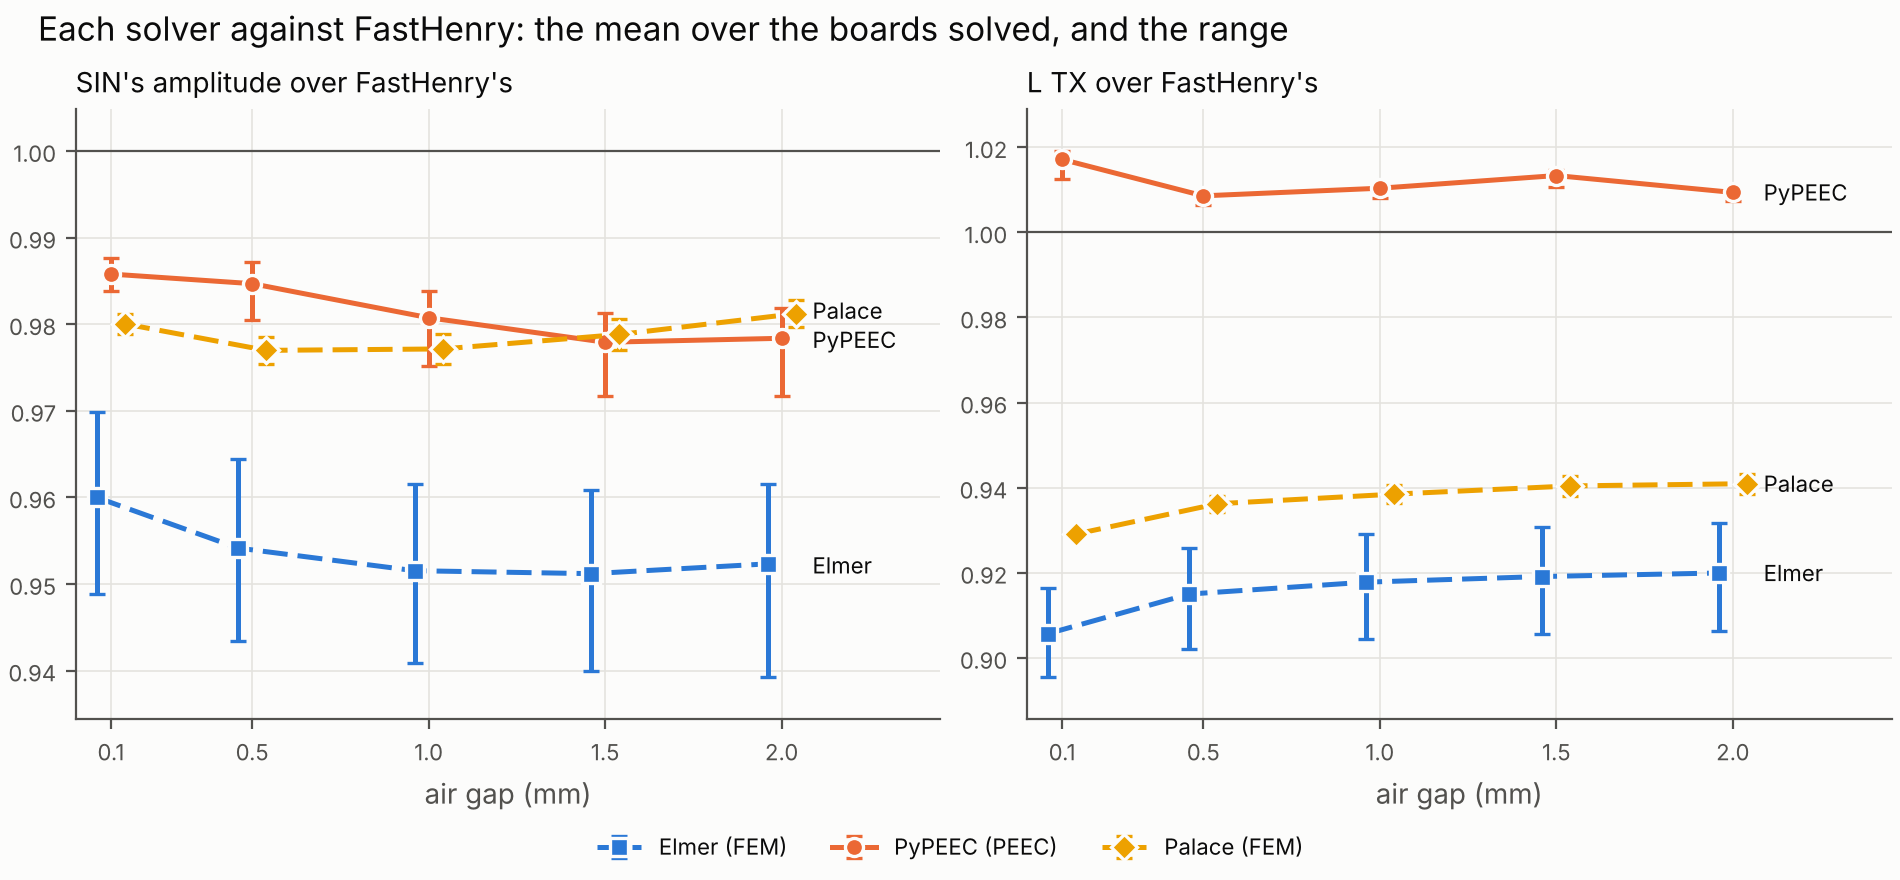 Each solver against FastHenry: the mean over the boards solved, and the range
SIN's amplitude over FastHenry's
1.00
0.99
0.98
0.97
0.96
0.95
0.94
Palace
PyPEEC
Elmer
0.1 0.5 1.0 1.5 2.0
air gap (mm)
L TX over FastHenry's
1.02
1.00
0.98
0.96
0.94
0.92
0.90
PyPEEC
Palace
Elmer
0.1 0.5 1.0 1.5 2.0
air gap (mm)
Elmer (FEM) PyPEEC (PEEC) Palace (FEM)